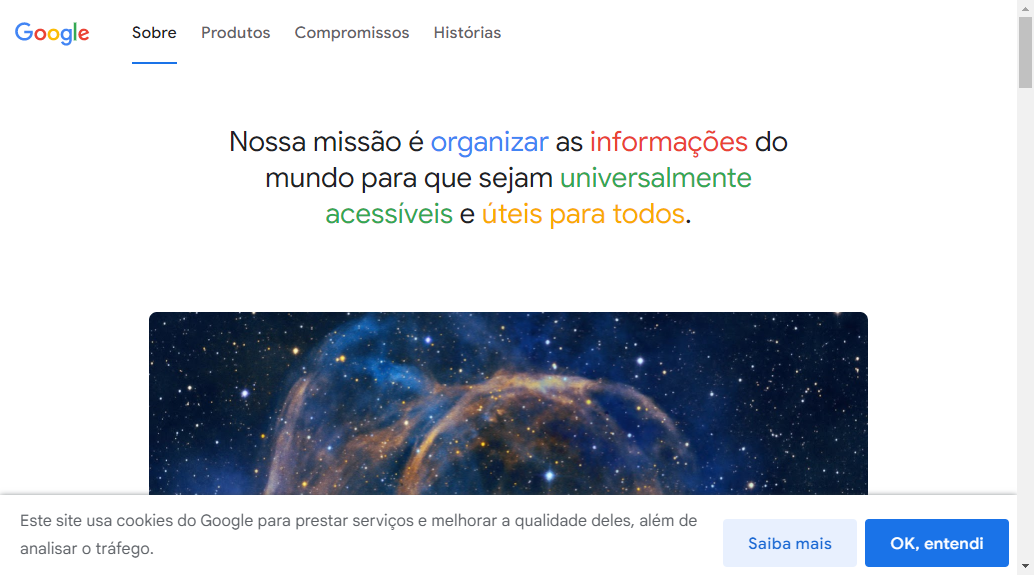 Google
Sobre
Produtos
Compromissos
Histórias
Nossa missão é organizar as informações do
mundo para que sejam universalmente
acessíveis e úteis para todos.
Este site usa cookies do Google para prestar serviços e melhorar a qualidade deles, além de
analisar o tráfego.
Saiba mais
OK, entendi